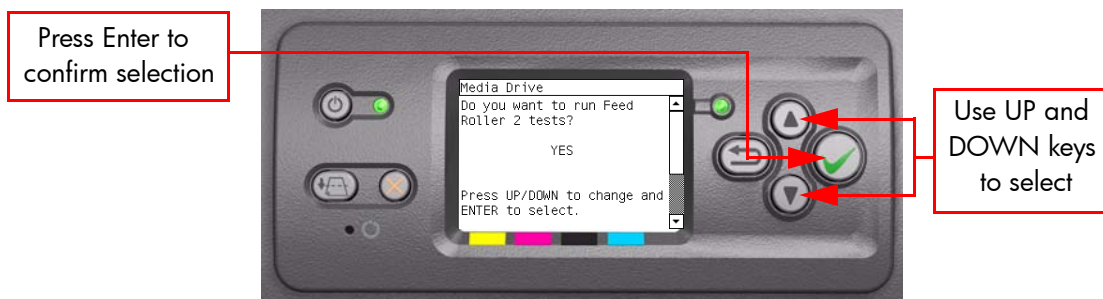 Press Enter to
confirm selection
Media Drive
Do you want to run Feed
Roller 2 tests?
YES
Press UP/DOWN to change and
ENTER to select.
Use UP and
DOWN keys
to select